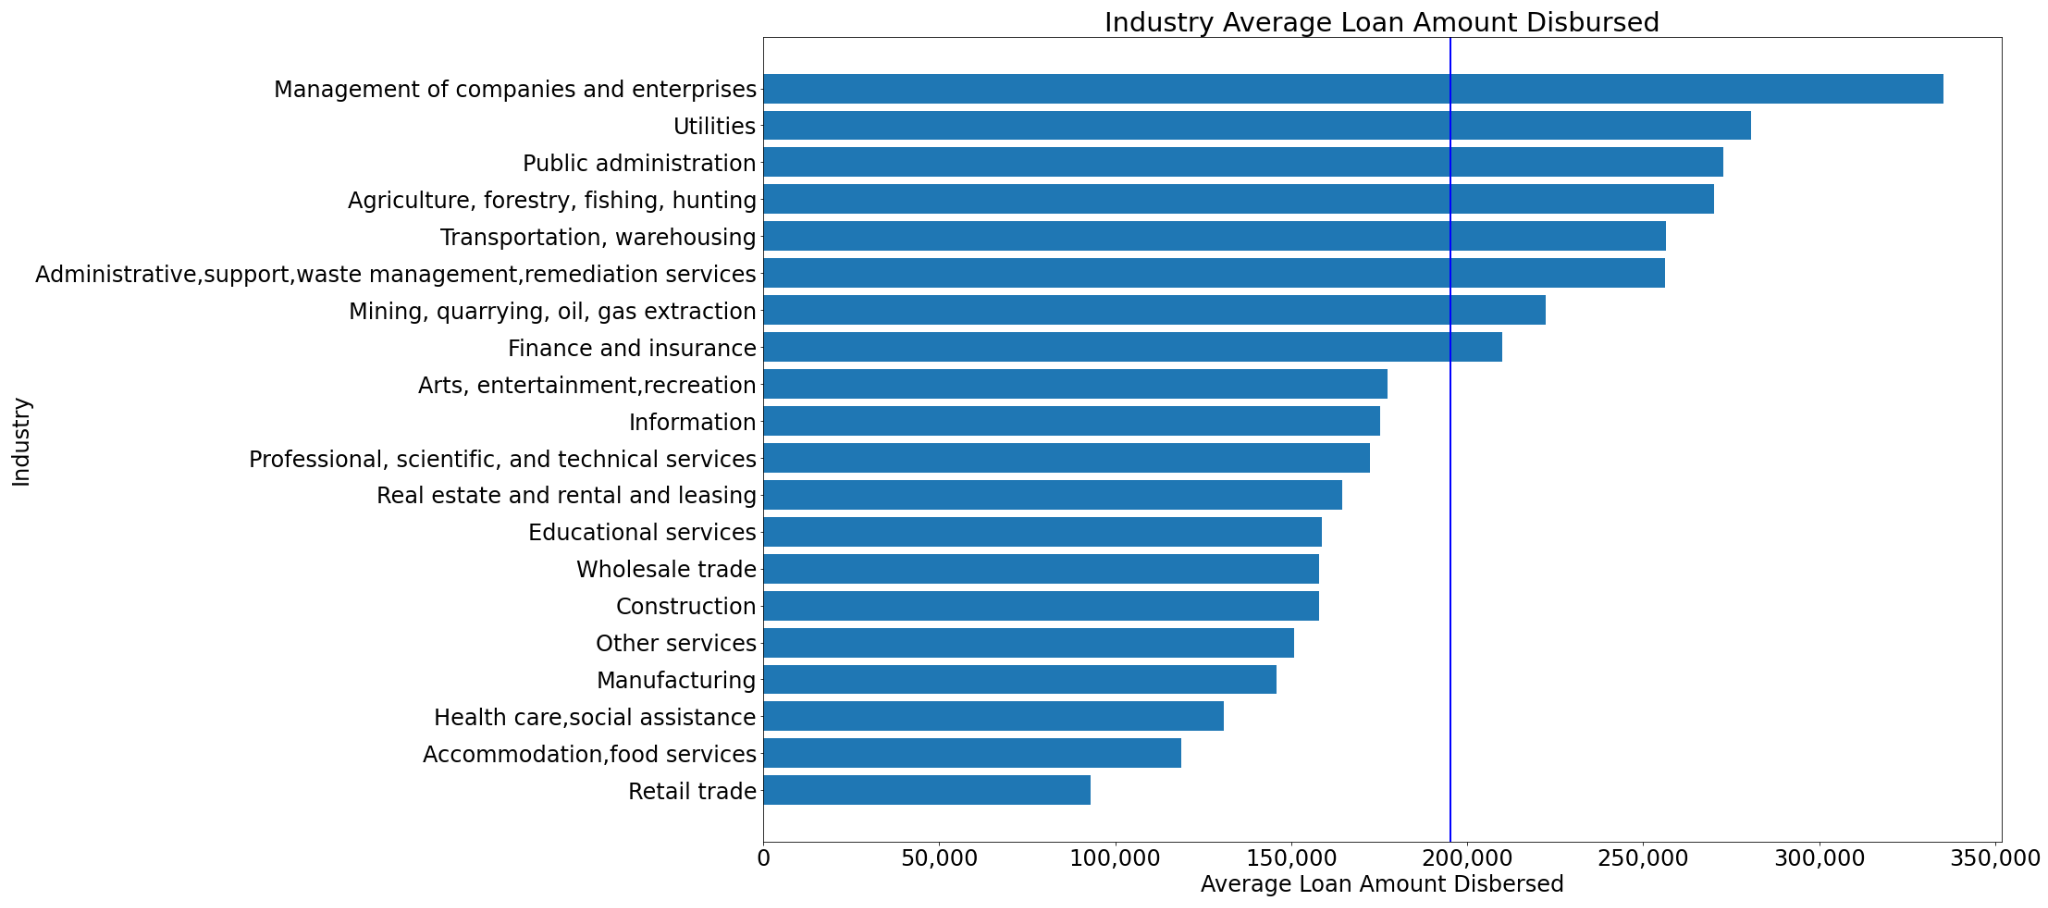 Industry Average Loan Amount Disbursed
Management of companies and enterprises
Utilities
Public administration
Agriculture, forestry, fishing, hunting
Transportation, warehousing
Administrative,support,waste management,remediation services
Mining, quarrying, oil, gas extraction
Finance and insurance
Arts, entertainment,recreation
Information
Professional, scientific, and technical services
Real estate and rental and leasing
Educational services
Wholesale trade
Construction
Other services
Manufacturing
Health care,social assistance
Accommodation,food services
Retail trade
Industry
0 50,000 100,000 150,000 200,000 250,000 300,000 350,000
Average Loan Amount Disbersed